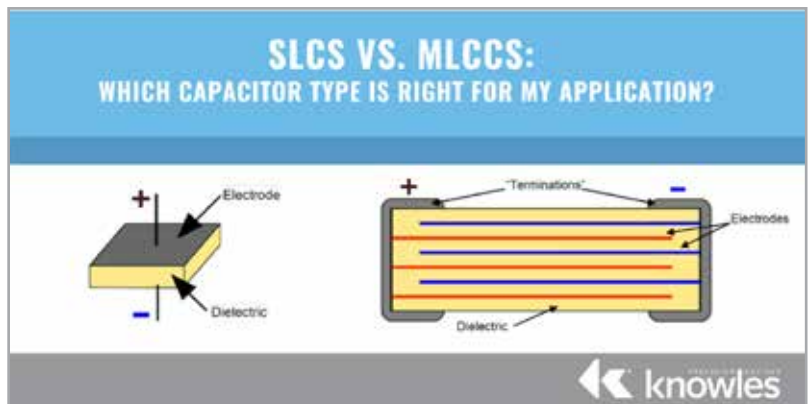 SLCS VS. MLCCS:
WHICH CAPACITOR TYPE IS RIGHT FOR MY APPLICATION?
+
Electrode
Dielectric
-
+
"Terminations"
-
Electrodes
Dielectric
knowles